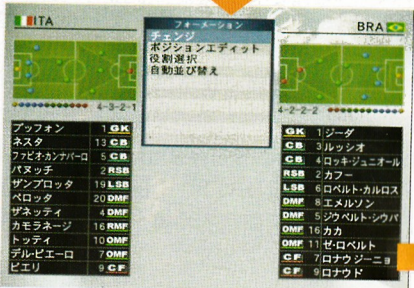 ITA
BRA
フォーメーション
チェンジ
ポジションエディット
役割選択
自動並び替え
4-3-2-1
4-2-2-2
ブッフォン 1 GK
ネスタ 13 CB
ファビオ・カンナバーロ 5 CB
パヌッチ 2 RSB
ザンブロッタ 19 LSB
ペロッタ 20 DMF
ザネッティ 4 DMF
カモラネージ 16 RMF
トッティ 10 OMF
デル・ピエーロ 7 OMF
ビエリ 9 CF
GK 1 ジーダ
CB 3 ルッシオ
CB 4 ロッキ・ジュニオール
RSB 2 カフー
LSB 6 ロベルト・カルロス
DMF 8 エメルソン
DMF 5 ジウベルト・シウバ
OMF 16 カカ
OMF 11 ゼ・ロベルト
CF 7 ロナウジーニョ
CF 9 ロナウド